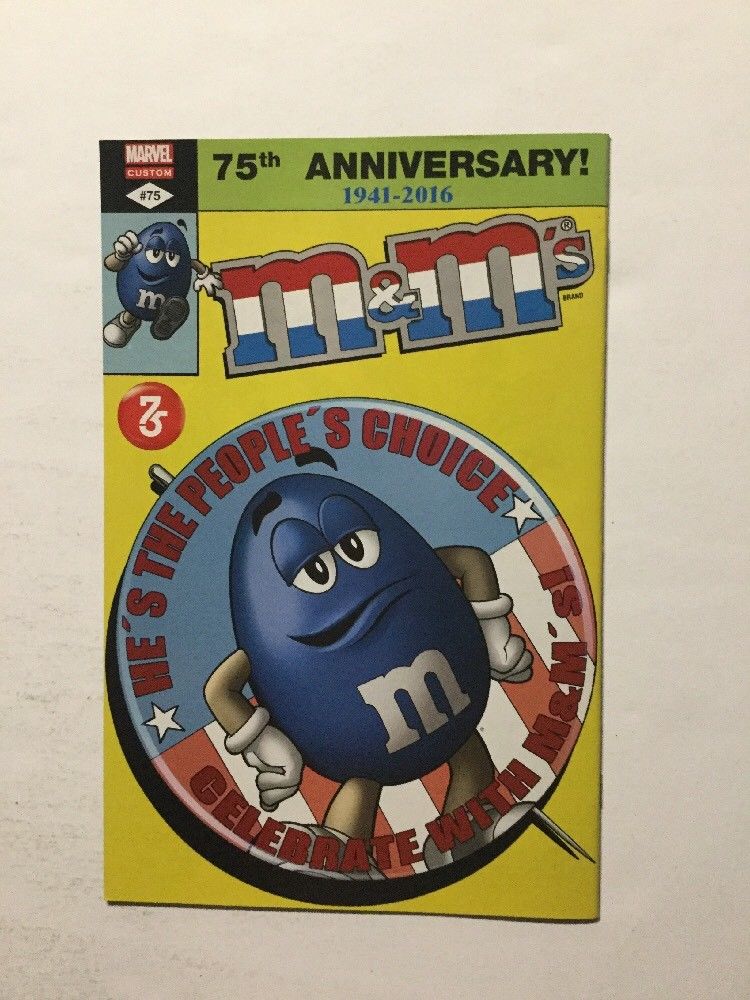 MARVEL
CUSTOM
#75
75th ANNIVERSARY!
1941-2016
m
m&m's®
BRAND
75
HE´S THE PEOPLE´S CHOICE
m
CELEBRATE WITH M&M´S!